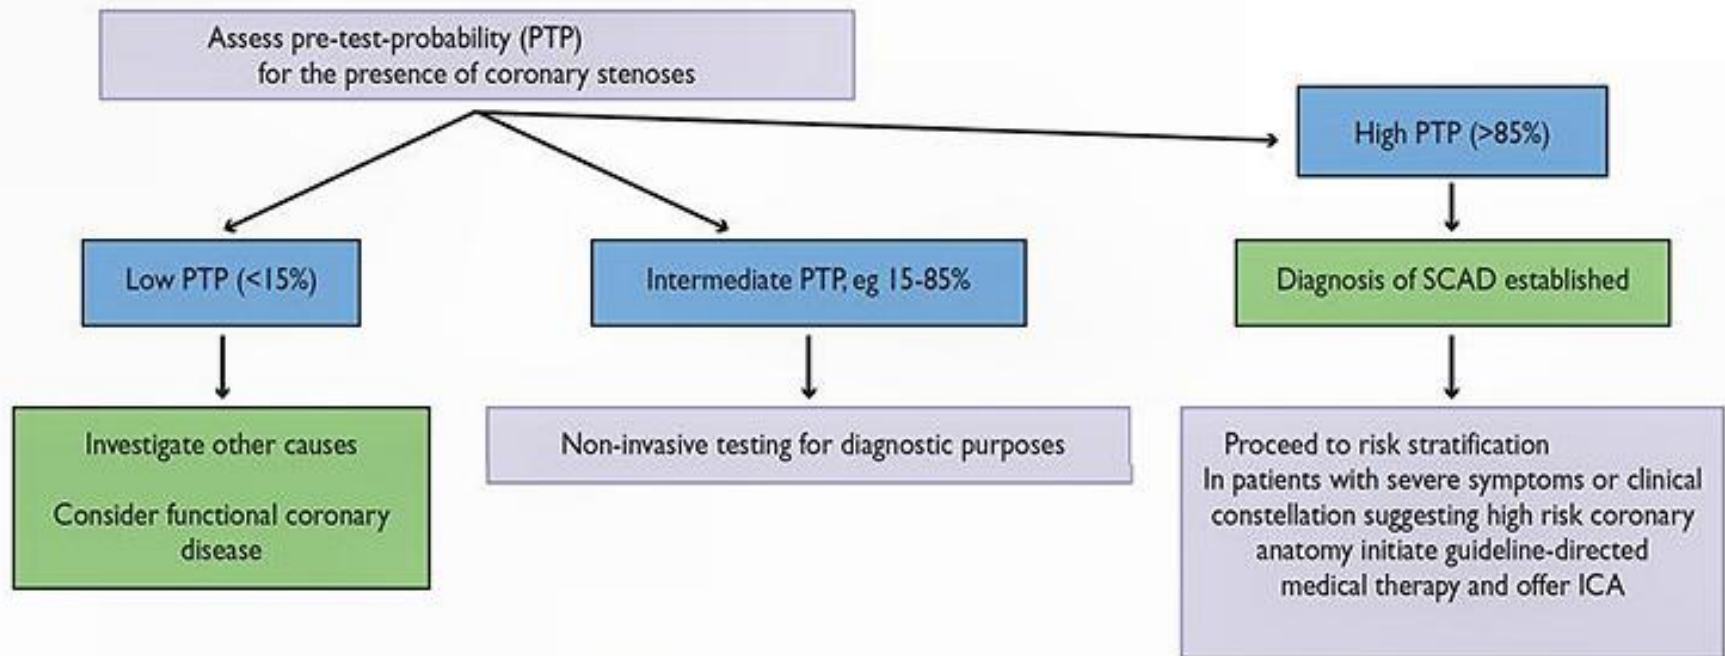 Assess pre-test-probability (PTP)
for the presence of coronary stenoses
High PTP (>85%)
Low PTP (<15%)
Intermediate PTP, eg 15-85%
Diagnosis of SCAD established
Investigate other causes
Consider functional coronary
disease
Non-invasive testing for diagnostic purposes
Proceed to risk stratification
In patients with severe symptoms or clinical
constellation suggesting high risk coronary
anatomy initiate guideline-directed
medical therapy and offer ICA